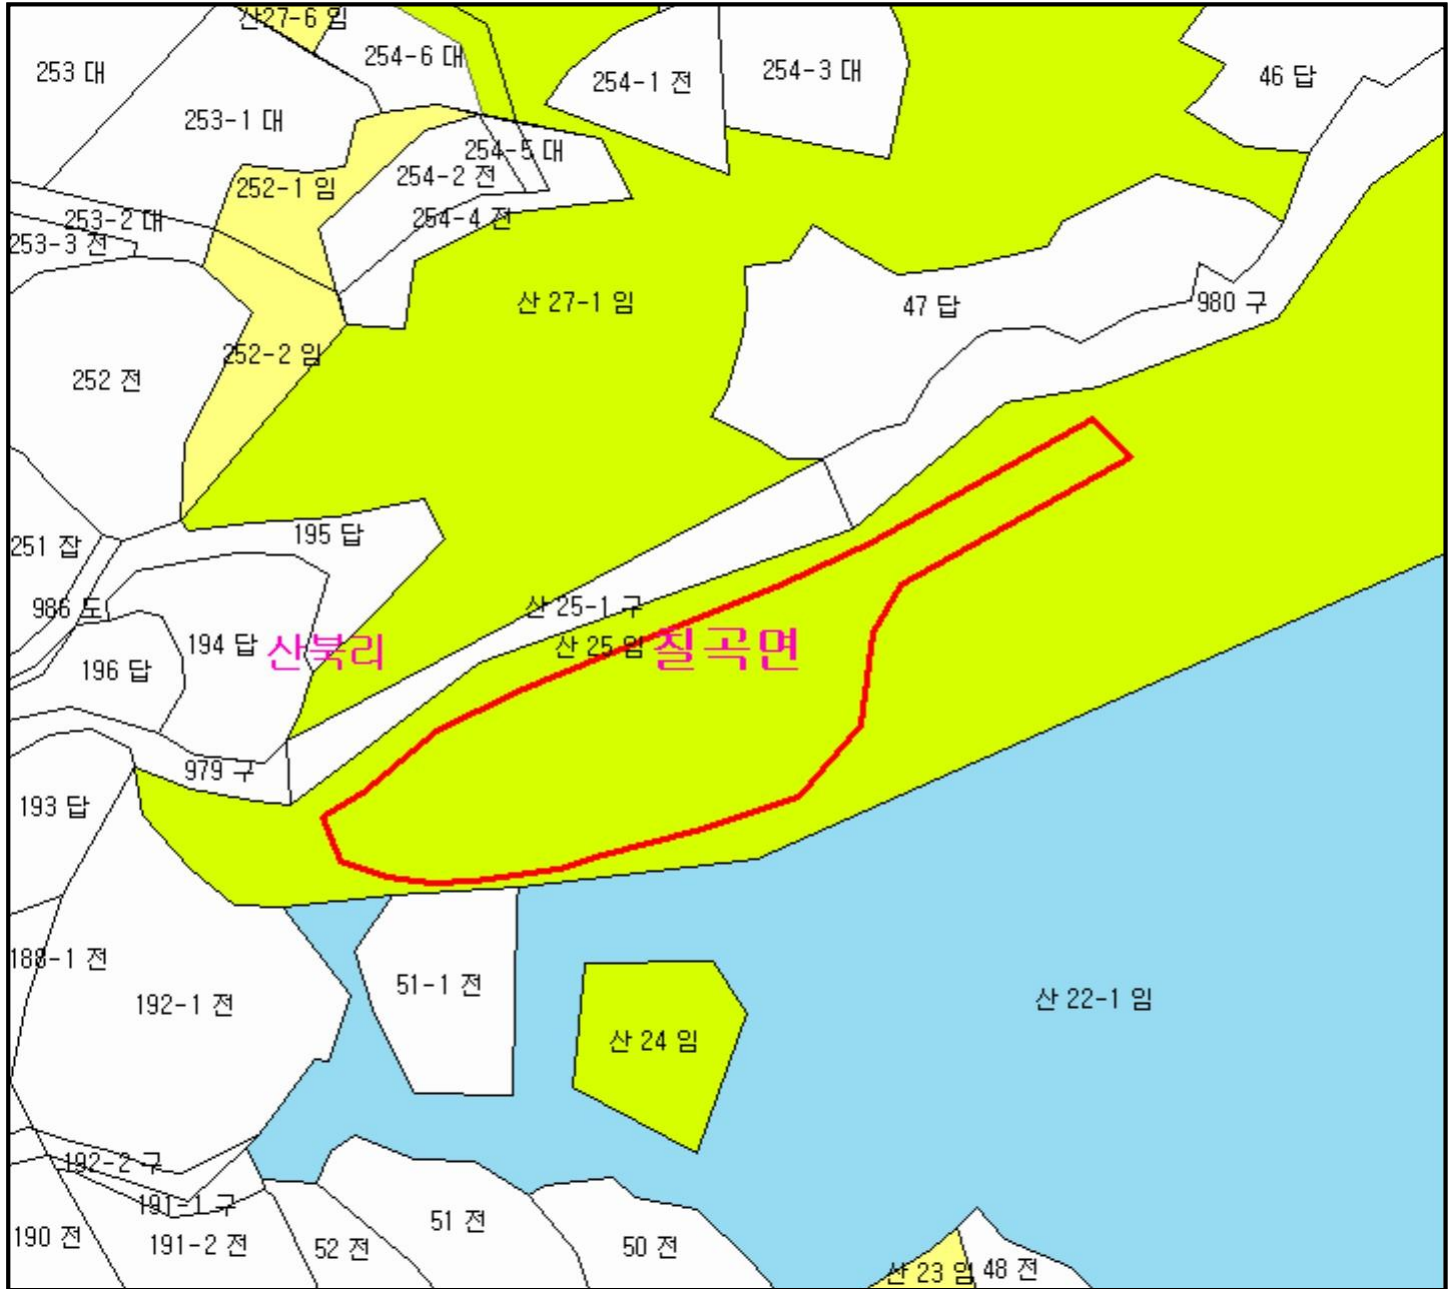 산27-6 임
254-6 대
253 대
254-1 전
254-3 대
46 답
253-1 대
254-5 대
254-2 전
252-1 임
253-2 대
254-4 전
253-3 전
산 27-1 임
47 답
980 구
252-2 임
252 전
195 답
251 잡
986 도
산 25-1 구
194 답
산북리
산 25 임
칠곡면
196 답
979 구
193 답
188-1 전
51-1 전
192-1 전
산 22-1 임
산 24 임
192-2 구
191-1 구
190 전
191-2 전
52 전
51 전
50 전
산 23 임
48 전